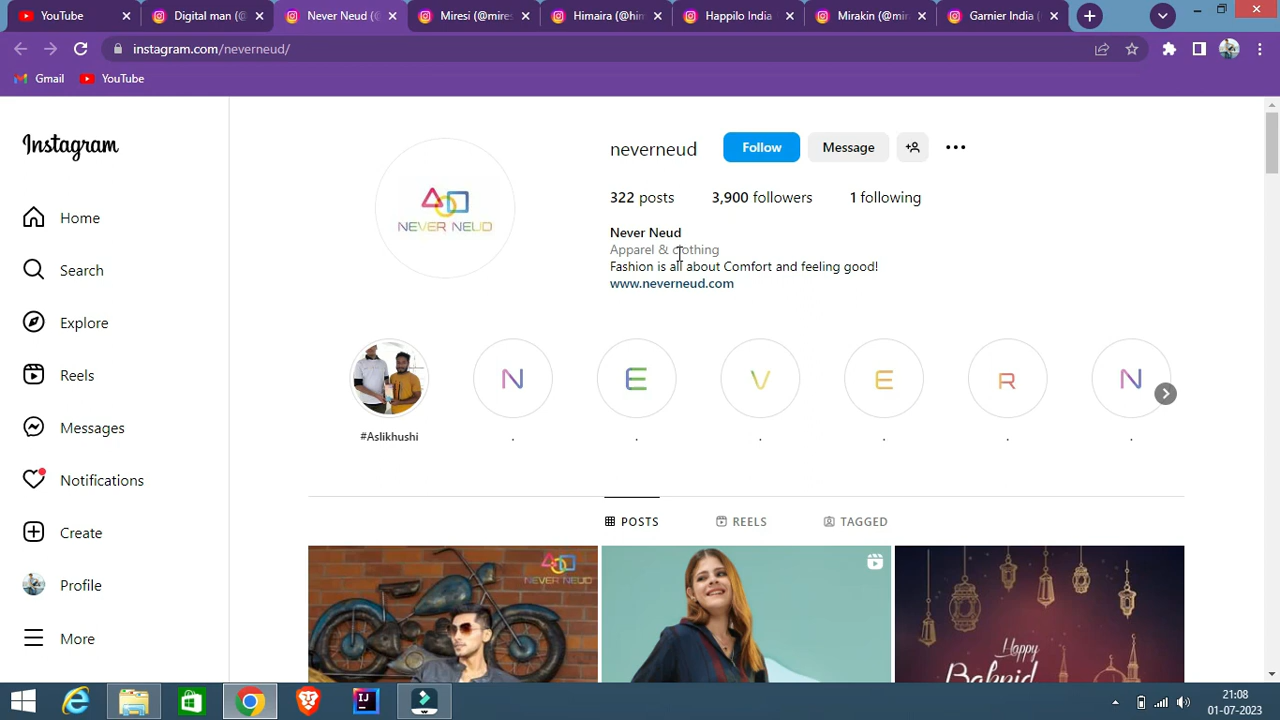 YouTube
Digital man (@
Never Neud (@
Miresi (@mires
Himaira (@him
Happilo India
Mirakin (@mir
Garnier India (
instagram.com/neverneud/
Gmail
YouTube
Instagram
Home
Search
Explore
Reels
Messages
Notifications
Create
Profile
More
NEVER NEUD
neverneud
Follow
Message
322 posts
3,900 followers
1 following
Never Neud
Apparel & clothing
Fashion is all about Comfort and feeling good!
www.neverneud.com
N
E
V
E
R
N
#Aslikhushi
POSTS
REELS
TAGGED
NEVER NEUD
Happy
Bakrid
21:08
01-07-2023